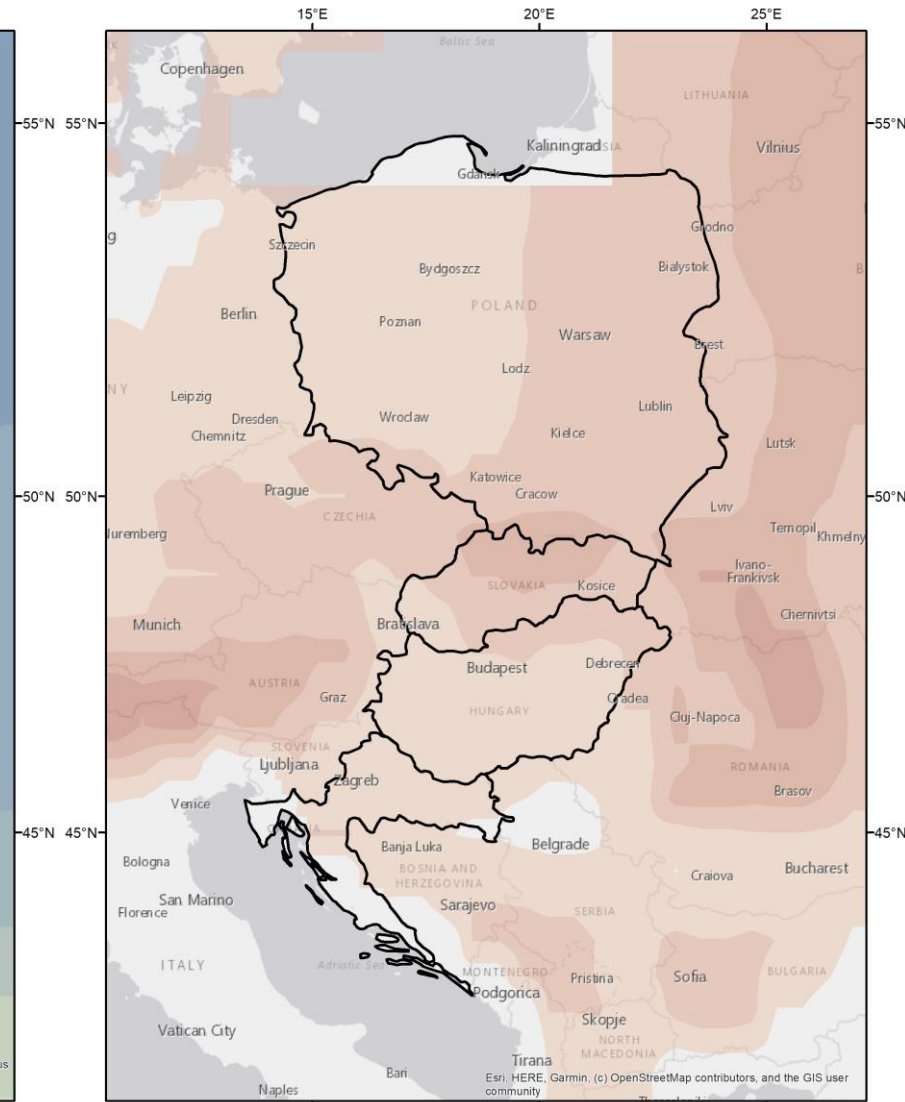 15°E 20°E 25°E
Baltic Sea
Copenhagen
LITHUANIA
55°N 55°N 55°N
Kaliningrad
Vilnius
Gdansk
Grodno
Szczecin
Bydgoszcz
Bialystok
POLAND
Berlin
Poznan
Warsaw
Brest
Lodz
Leipzig
Lublin
Dresden
Wroclaw
Chemnitz
Kielce
Lutsk
Katowice
50°N 50°N 50°N
Prague
Cracow
Lviv
CZECHIA
Ternopil
Khmelny
Nuremberg
Ivano-
Frankivsk
SLOVAKIA
Kosice
Chernivtsi
Munich
Bratislava
Budapest
Debrecen
AUSTRIA
Graz
Oradea
HUNGARY
Cluj-Napoca
SLOVENIA
Ljubljana
ROMANIA
Zagreb
Brasov
Venice
45°N 45°N 45°N
Banja Luka
Belgrade
Bologna
BOSNIA AND
HERZEGOVINA
Bucharest
Craiova
San Marino
Sarajevo
Florence
SERBIA
ITALY
Adriatic Sea
MONTENEGRO
Pristina
Sofia
BULGARIA
Podgorica
Skopje
Vatican City
NORTH
MACEDONIA
Tirana
Bari
Esri, HERE, Garmin, (c) OpenStreetMap contributors, and the GIS user
community
Naples